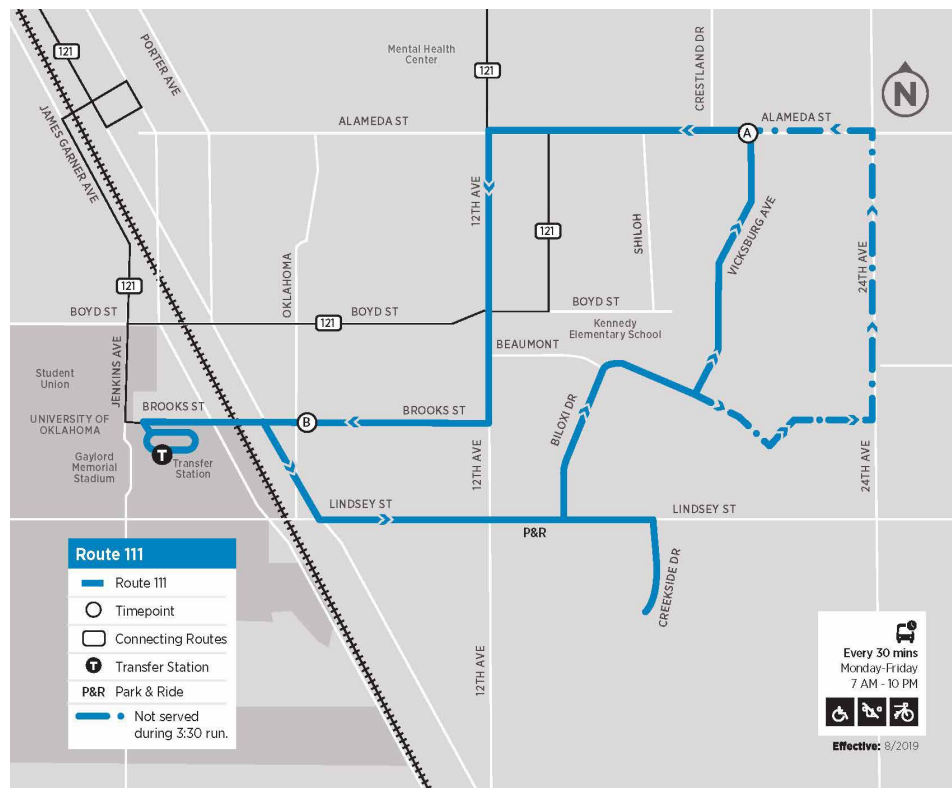 121
PORTER AVE
JAMES GARNER AVE
Mental Health
Center
121
CRESTLAND DR
N
ALAMEDA ST
A
ALAMEDA ST
12TH AVE
121
SHILOH
VICKSBURG AVE
24TH AVE
OKLAHOMA
121
BOYD ST
121
BOYD ST
BOYD ST
Kennedy
Elementary School
BEAUMONT
JENKINS AVE
Student
Union
BROOKS ST
B
BROOKS ST
BILOXI DR
UNIVERSITY OF
OKLAHOMA
Gaylord
Memorial
Stadium
T
Transfer
Station
12TH AVE
24TH AVE
LINDSEY ST
LINDSEY ST
P&R
CREEKSIDE DR
12TH AVE
Route 111
Route 111
Timepoint
Connecting Routes
T Transfer Station
P&R Park & Ride
Not served
during 3:30 run.
Every 30 mins
Monday-Friday
7 AM - 10 PM
Effective: 8/2019